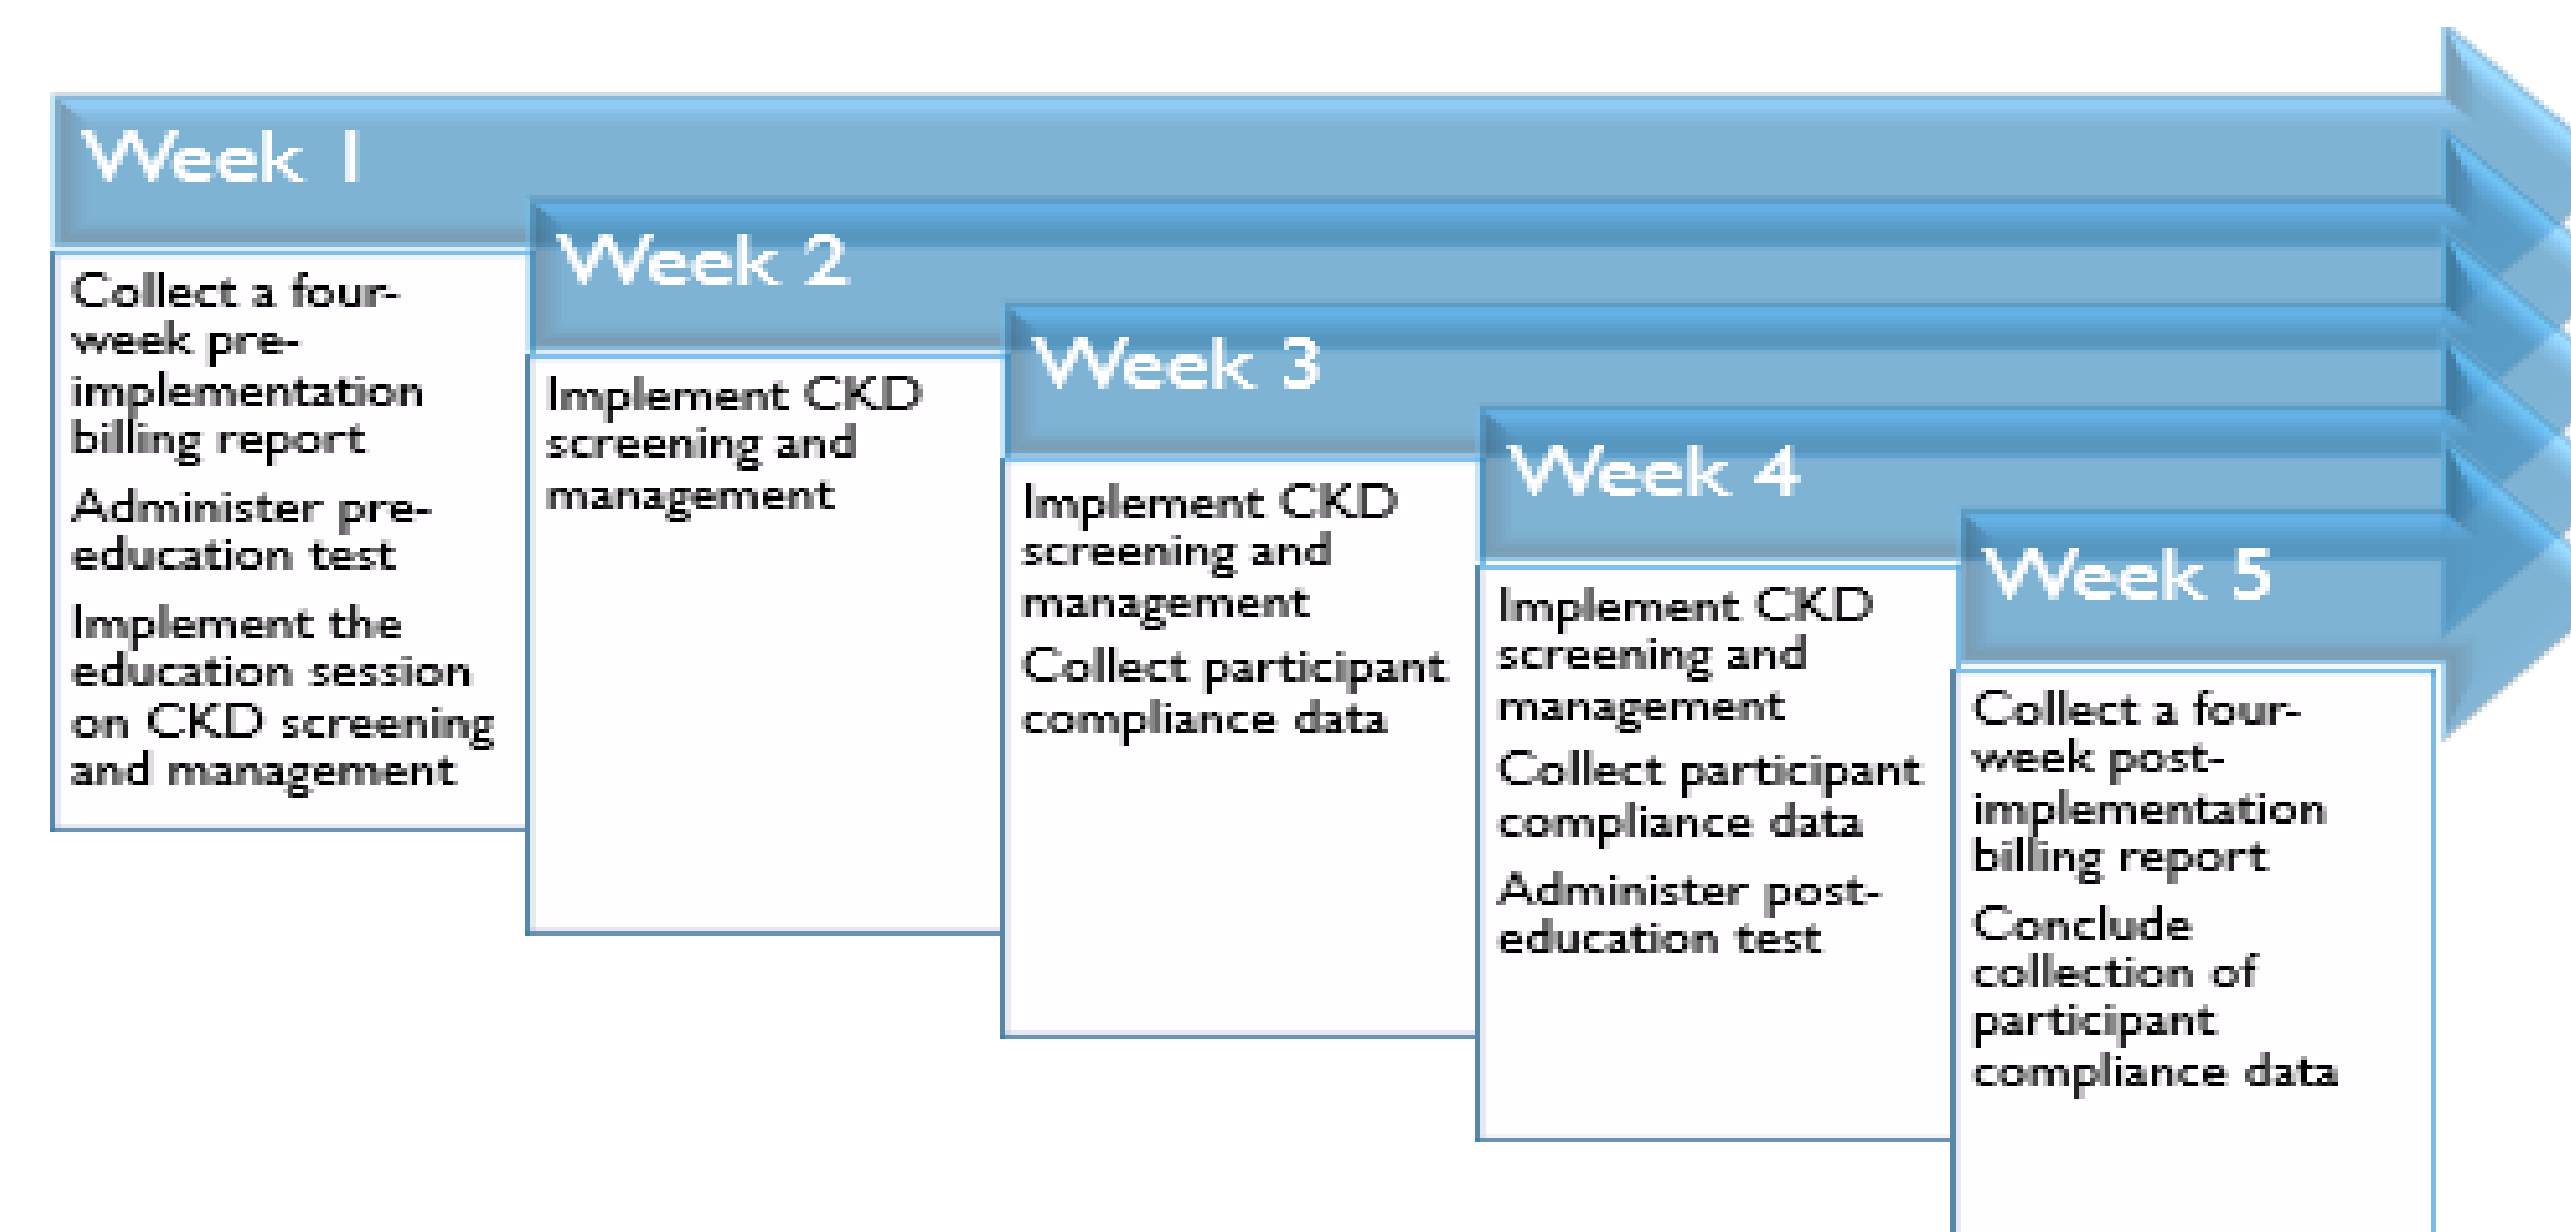 Week 1
Collect a four-
week pre-
implementation
billing report
Administer pre-
education test
Implement the
education session
on CKD screening
and management
Week 2
Implement CKD
screening and
management
Week 3
Implement CKD
screening and
management
Collect participant
compliance data
Week 4
Implement CKD
screening and
management
Collect participant
compliance data
Administer post-
education test
Week 5
Collect a four-
week post-
implementation
billing report
Conclude
collection of
participant
compliance data